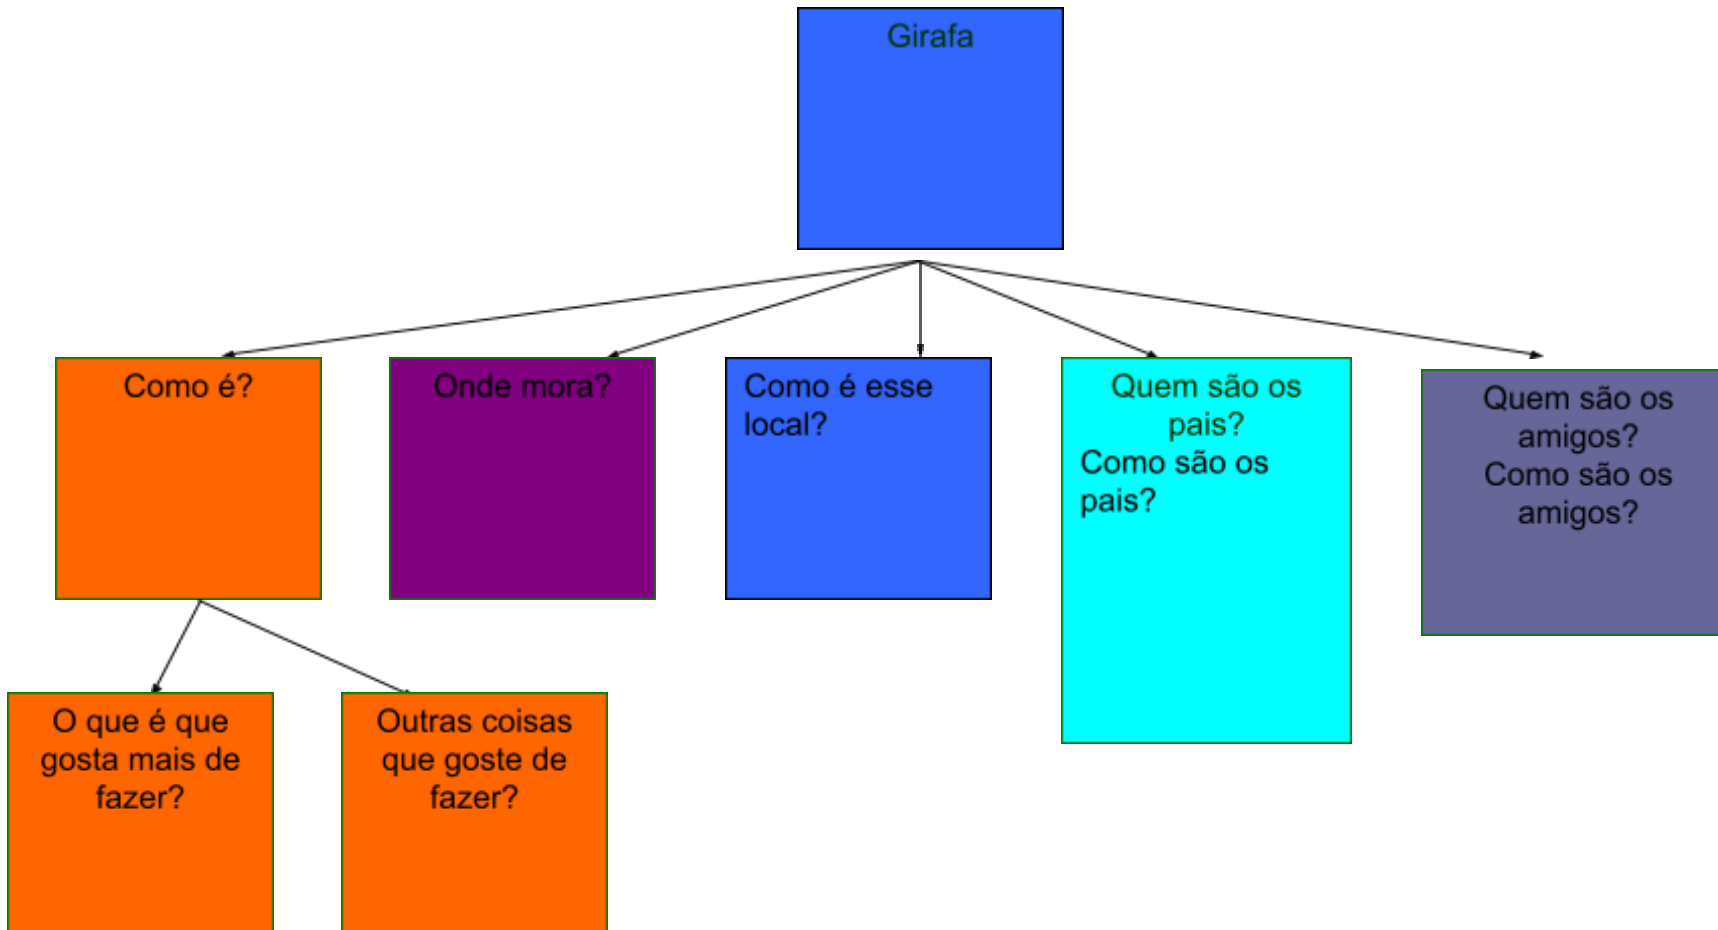 Girafa
Como é?
Onde mora?
Como é esse
local?
Quem são os
pais?
Como são os
pais?
Quem são os
amigos?
Como são os
amigos?
O que é que
gosta mais de
fazer?
Outras coisas
que goste de
fazer?